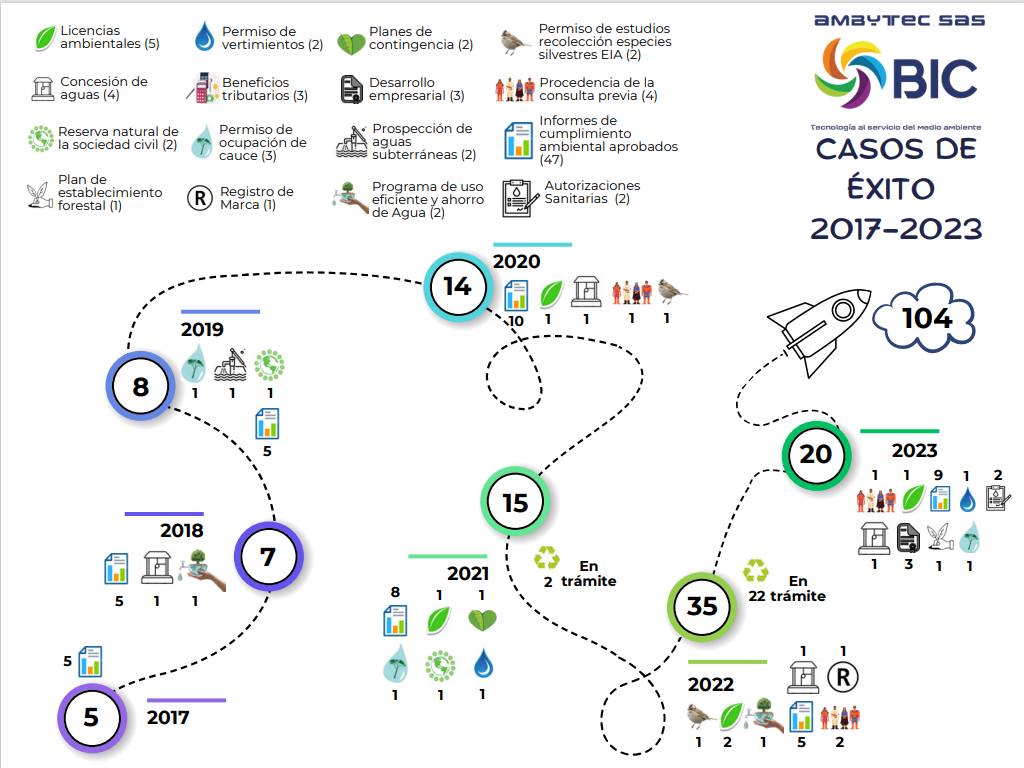 Licencias
ambientales (5)
Permiso de
vertimientos (2)
Planes de
contingencia (2)
Permiso de estudios
recolección especies
silvestres EIA (2)
Concesión de
aguas (4)
Beneficios
tributarios (3)
Desarrollo
empresarial (3)
Procedencia de la
consulta previa (4)
Reserva natural de
la sociedad civil (2)
Permiso de
ocupación de
cauce (3)
Prospección de
aguas
subterráneas (2)
Informes de
cumplimiento
ambiental aprobados
(47)
Plan de
establecimiento
forestal (1)
R
Registro de
Marca (1)
Programa de uso
eficiente y ahorro
de Agua (2)
Autorizaciones
Sanitarias (2)
AMBYTEC SAS
BIC
Tecnología al servicio del Medio ambiente
CASOS DE
ÉXITO
2017-2023
14
2020
10 1 1 1 1
104
2019
8
1 1 1
5
20
2023
1 1 9 1 2
1 3 1 1
15
2018
7
5 1 1
2021
8 1 1
1 1 1
En
2 trámite
35
En
22 trámite
5
5
2017
2022
1 1
R
1 2 1 5 2